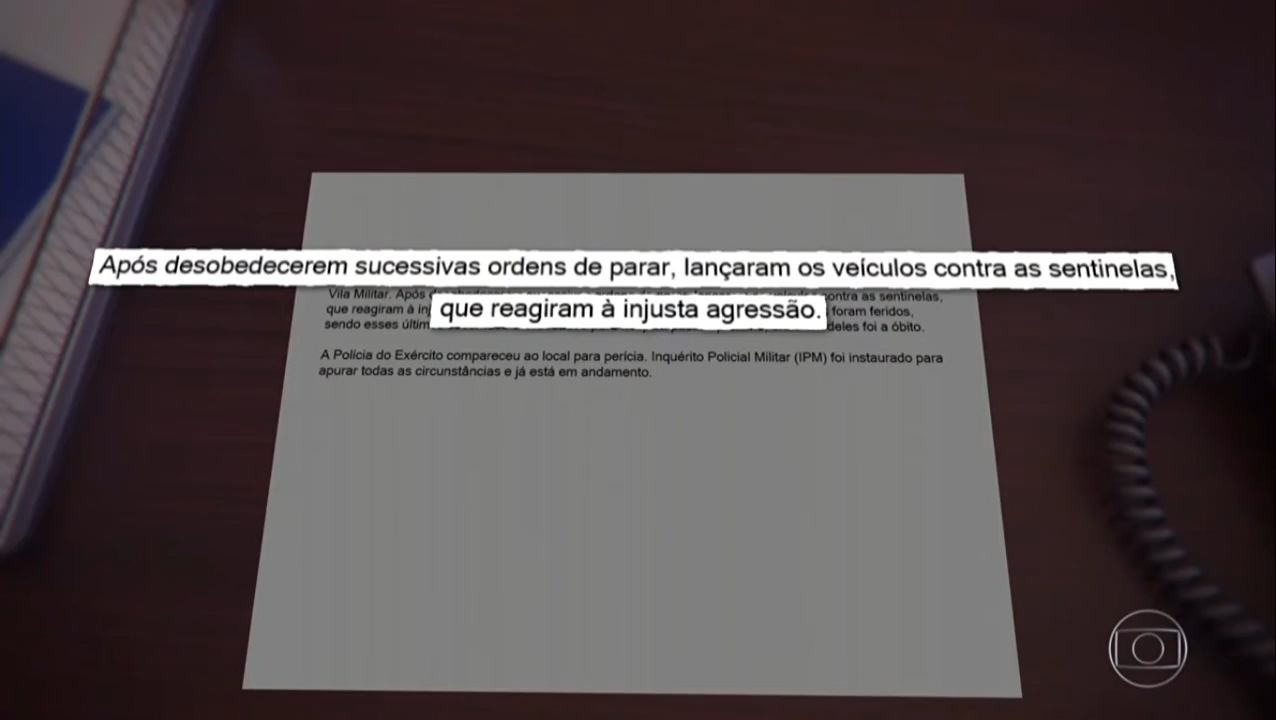 Após desobedecerem sucessivas ordens de parar, lançaram os veículos contra as sentinelas,
que reagiram à injusta agressão.
Vila Militar. Após contra as sentinelas,
que reagiram à foram feridos,
sendo esses deles foi a óbito.
A Polícia do Exército compareceu ao local para perícia. Inquérito Policial Militar (IPM) foi instaurado para
apurar todas as circunstâncias e já está em andamento.